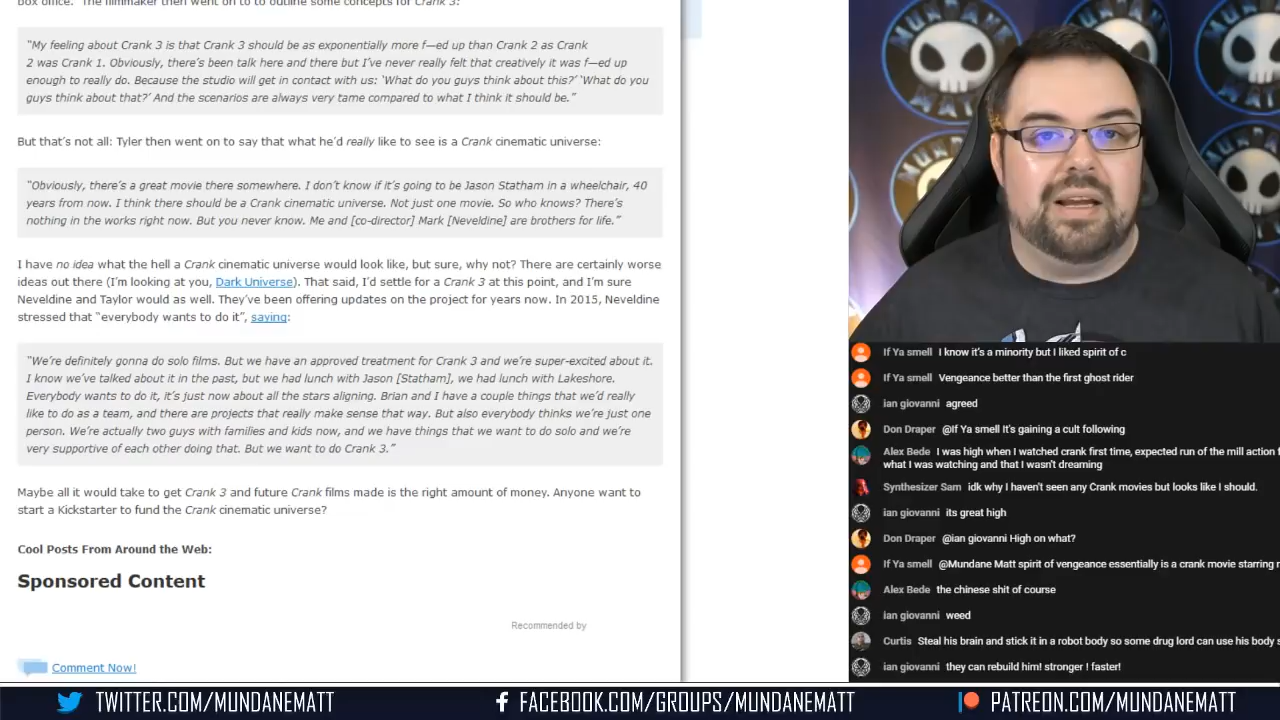 box office." The filmmaker then went on to to outline some concepts for Crank 3:
"My feeling about Crank 3 is that Crank 3 should be as exponentially more f—ed up than Crank 2 as Crank
2 was Crank 1. Obviously, there's been talk here and there but I've never really felt that creatively it was f—ed up
enough to really do. Because the studio will get in contact with us: 'What do you guys think about this?' 'What do you
guys think about that?' And the scenarios are always very tame compared to what I think it should be."
But that's not all: Tyler then went on to say that what he'd really like to see is a Crank cinematic universe:
"Obviously, there's a great movie there somewhere. I don't know if it's going to be Jason Statham in a wheelchair, 40
years from now. I think there should be a Crank cinematic universe. Not just one movie. So who knows? There's
nothing in the works right now. But you never know. Me and [co-director] Mark [Neveldine] are brothers for life."
I have no idea what the hell a Crank cinematic universe would look like, but sure, why not? There are certainly worse
ideas out there (I'm looking at you, Dark Universe). That said, I'd settle for a Crank 3 at this point, and I'm sure
Neveldine and Taylor would as well. They've been offering updates on the project for years now. In 2015, Neveldine
stressed that "everybody wants to do it", saying:
"We're definitely gonna do solo films. But we have an approved treatment for Crank 3 and we're super-excited about it.
I know we've talked about it in the past, but we had lunch with Jason [Statham], we had lunch with Lakeshore.
Everybody wants to do it, it's just now about all the stars aligning. Brian and I have a couple things that we'd really
like to do as a team, and there are projects that really make sense that way. But also everybody thinks we're just one
person. We're actually two guys with families and kids now, and we have things that we want to do solo and we're
very supportive of each other doing that. But we want to do Crank 3."
Maybe all it would take to get Crank 3 and future Crank films made is the right amount of money. Anyone want to
start a Kickstarter to fund the Crank cinematic universe?
Cool Posts From Around the Web:
Sponsored Content
Recommended by
Comment Now!
MUNDANE
MATT
If Ya smell I know it's a minority but I liked spirit of c
If Ya smell Vengeance better than the first ghost rider
ian giovanni agreed
Don Draper @If Ya smell It's gaining a cult following
Alex Bede I was high when I watched crank first time, expected run of the mill action
what I was watching and that I wasn't dreaming
Synthesizer Sam idk why I haven't seen any Crank movies but looks like I should.
ian giovanni its great high
Don Draper @ian giovanni High on what?
If Ya smell @Mundane Matt spirit of vengeance essentially is a crank movie starring
Alex Bede the chinese shit of course
ian giovanni weed
Curtis Steal his brain and stick it in a robot body so some drug lord can use his body
ian giovanni they can rebuild him! stronger ! faster!
TWITTER.COM/MUNDANEMATT
FACEBOOK.COM/GROUPS/MUNDANEMATT
PATREON.COM/MUNDANEMATT